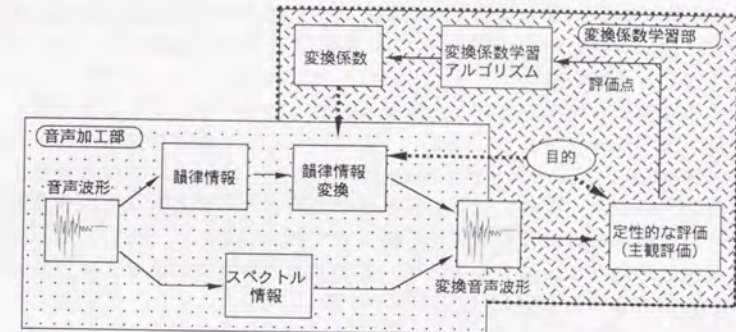 変換係数学習部
変換係数
変換係数学習
アルゴリズム
評価点
音声加工部
音声波形
韻律情報
韻律情報
変換
目的
スペクトル
情報
変換音声波形
定性的な評価
（主観評価）